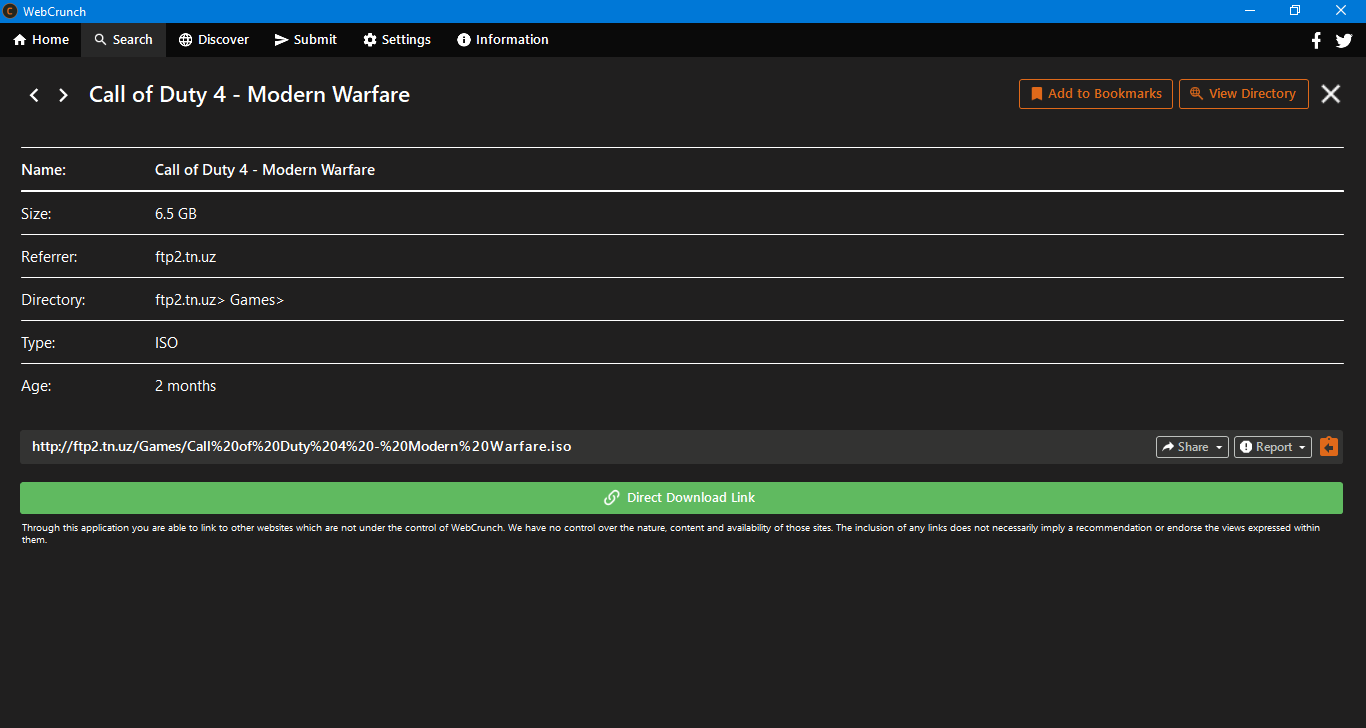 C WebCrunch
Home Search Discover Submit Settings Information
Call of Duty 4 - Modern Warfare Add to Bookmarks View Directory
Name: Call of Duty 4 - Modern Warfare
Size: 6.5 GB
Referrer: ftp2.tn.uz
Directory: ftp2.tn.uz> Games>
Type: ISO
Age: 2 months
http://ftp2.tn.uz/Games/Call%20of%20Duty%204%20-%20Modern%20Warfare.iso Share Report
Direct Download Link
Through this application you are able to link to other websites which are not under the control of WebCrunch. We have no control over the nature, content and availability of those sites. The inclusion of any links does not necessarily imply a recommendation or endorse the views expressed within
them.